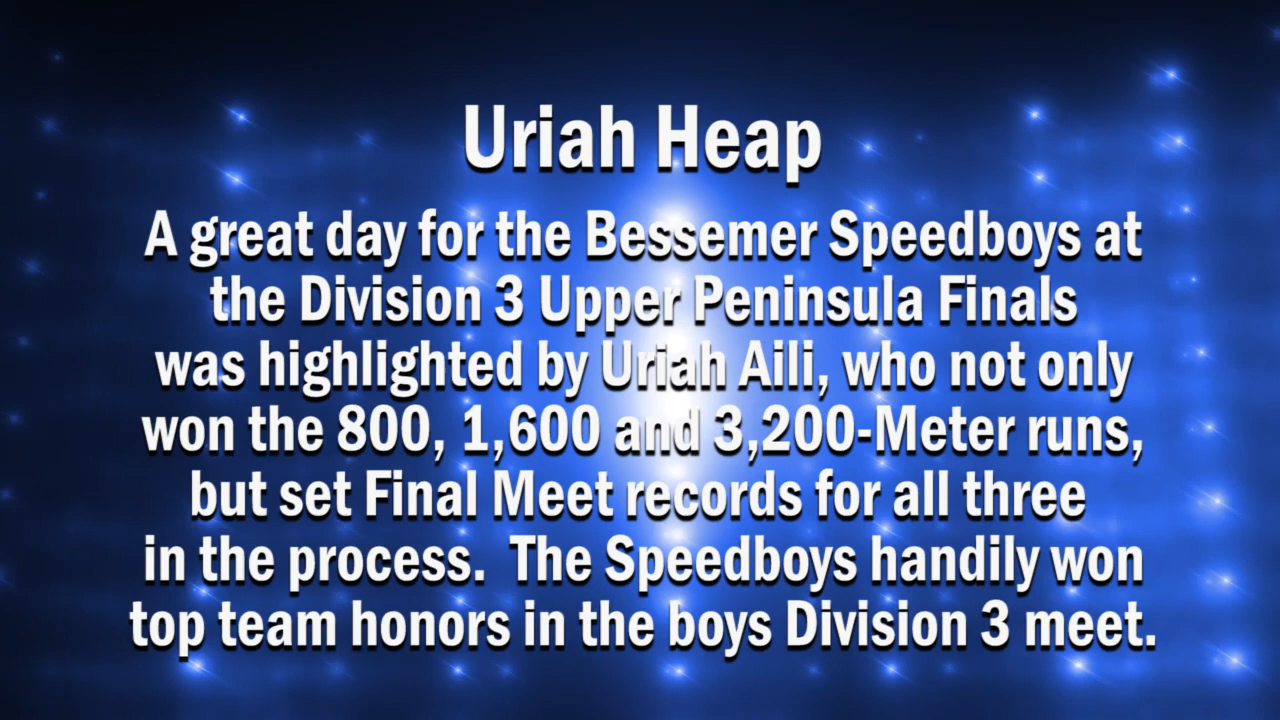 Uriah Heap
A great day for the Bessemer Speedboys at
the Division 3 Upper Peninsula Finals
was highlighted by Uriah Aili, who not only
won the 800, 1,600 and 3,200-Meter runs,
but set Final Meet records for all three
in the process.  The Speedboys handily won
top team honors in the boys Division 3 meet.